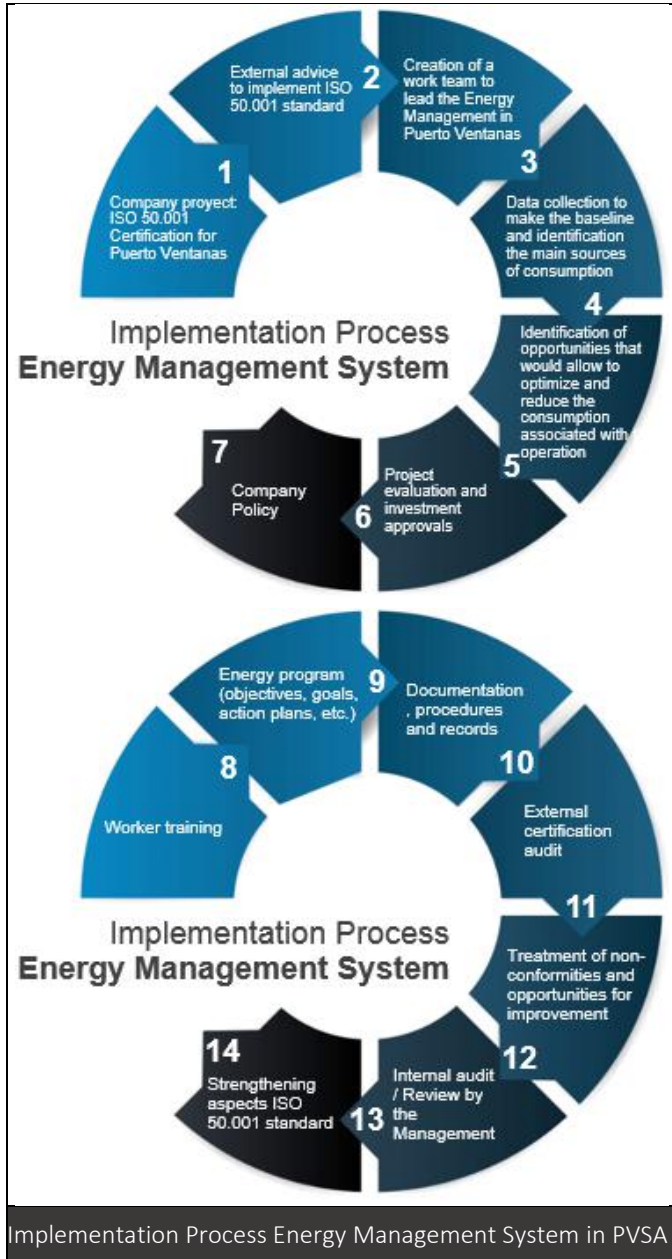 1
Company proyect:
ISO 50.001
Certification for
Puerto Ventanas
External advice
to implement ISO
50.001 standard
2
Creation of a
work team to
lead the Energy
Management in
Puerto Ventanas
3
Data collection to
make the baseline
and identification
the main sources
of consumption
4
Identification of
opportunities that
would allow to
optimize and
reduce the
consumption
associated with
operation
5
Project
evaluation and
investment
approvals
6
7
Company
Policy
Implementation Process
Energy Management System
8
Worker training
Energy program
(objectives, goals,
action plans, etc.)
9
Documentation
, procedures
and records
10
External
certification
audit
11
Treatment of non-
conformities and
opportunities for
improvement
12
Internal audit
/ Review by
the
Management
13
14
Strengthening
aspects ISO
50.001 standard
Implementation Process
Energy Management System
Implementation Process Energy Management System in PVSA